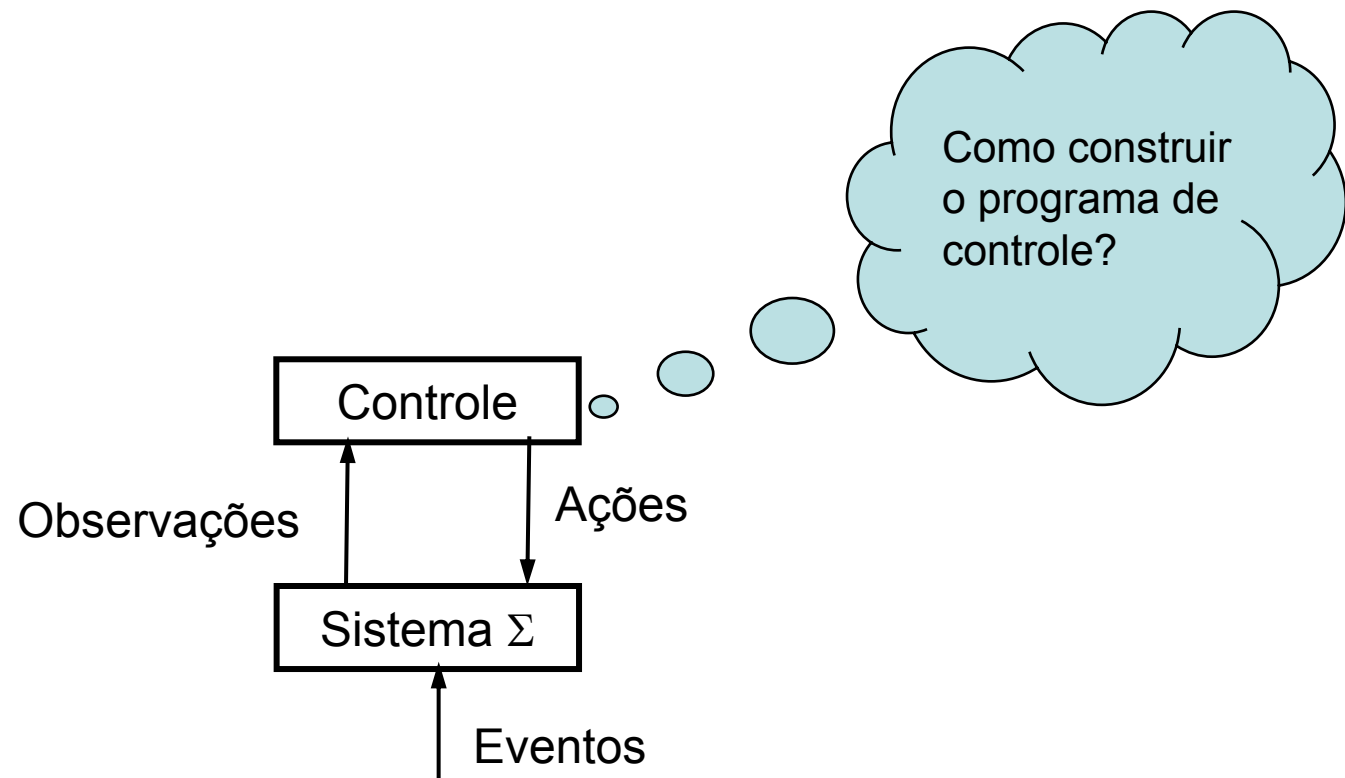 Como construir
o programa de
controle?
Controle
Observações
Ações
Sistema Σ
Eventos